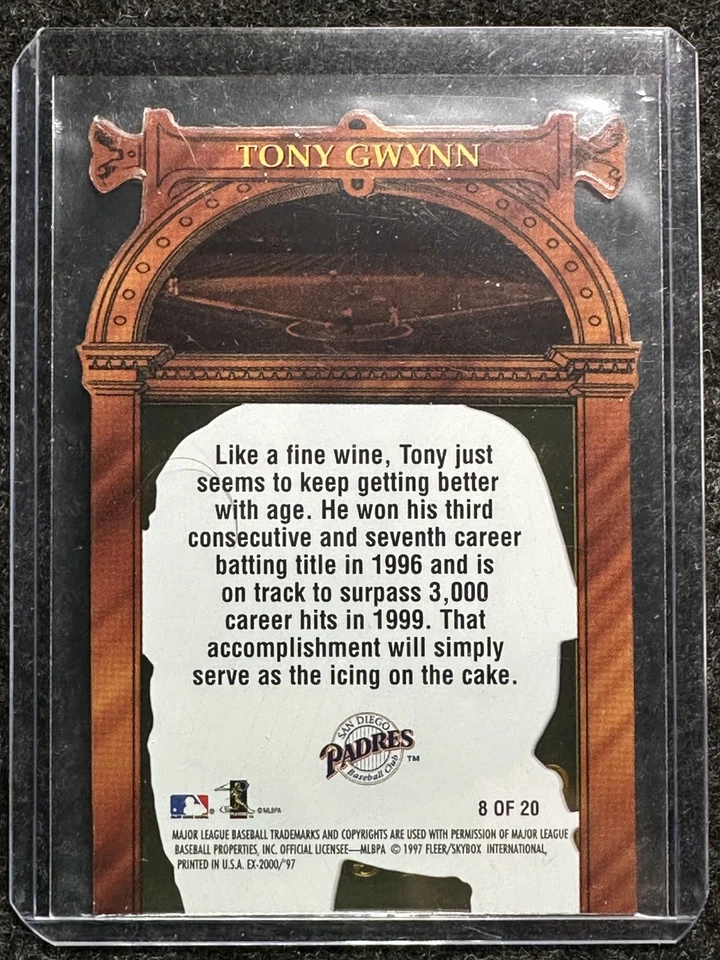 TONY GWYNN
Like a fine wine, Tony just
seems to keep getting better
with age. He won his third
consecutive and seventh career
batting title in 1996 and is
on track to surpass 3,000
career hits in 1999. That
accomplishment will simply
serve as the icing on the cake.
SAN DIEGO
PADRES™
Baseball Club
® ©MLBPA
8 OF 20
MAJOR LEAGUE BASEBALL TRADEMARKS AND COPYRIGHTS ARE USED WITH PERMISSION OF MAJOR LEAGUE
BASEBALL PROPERTIES, INC. OFFICIAL LICENSEE—MLBPA © 1997 FLEER/SKYBOX INTERNATIONAL,
PRINTED IN U.S.A. EX-2000/'97